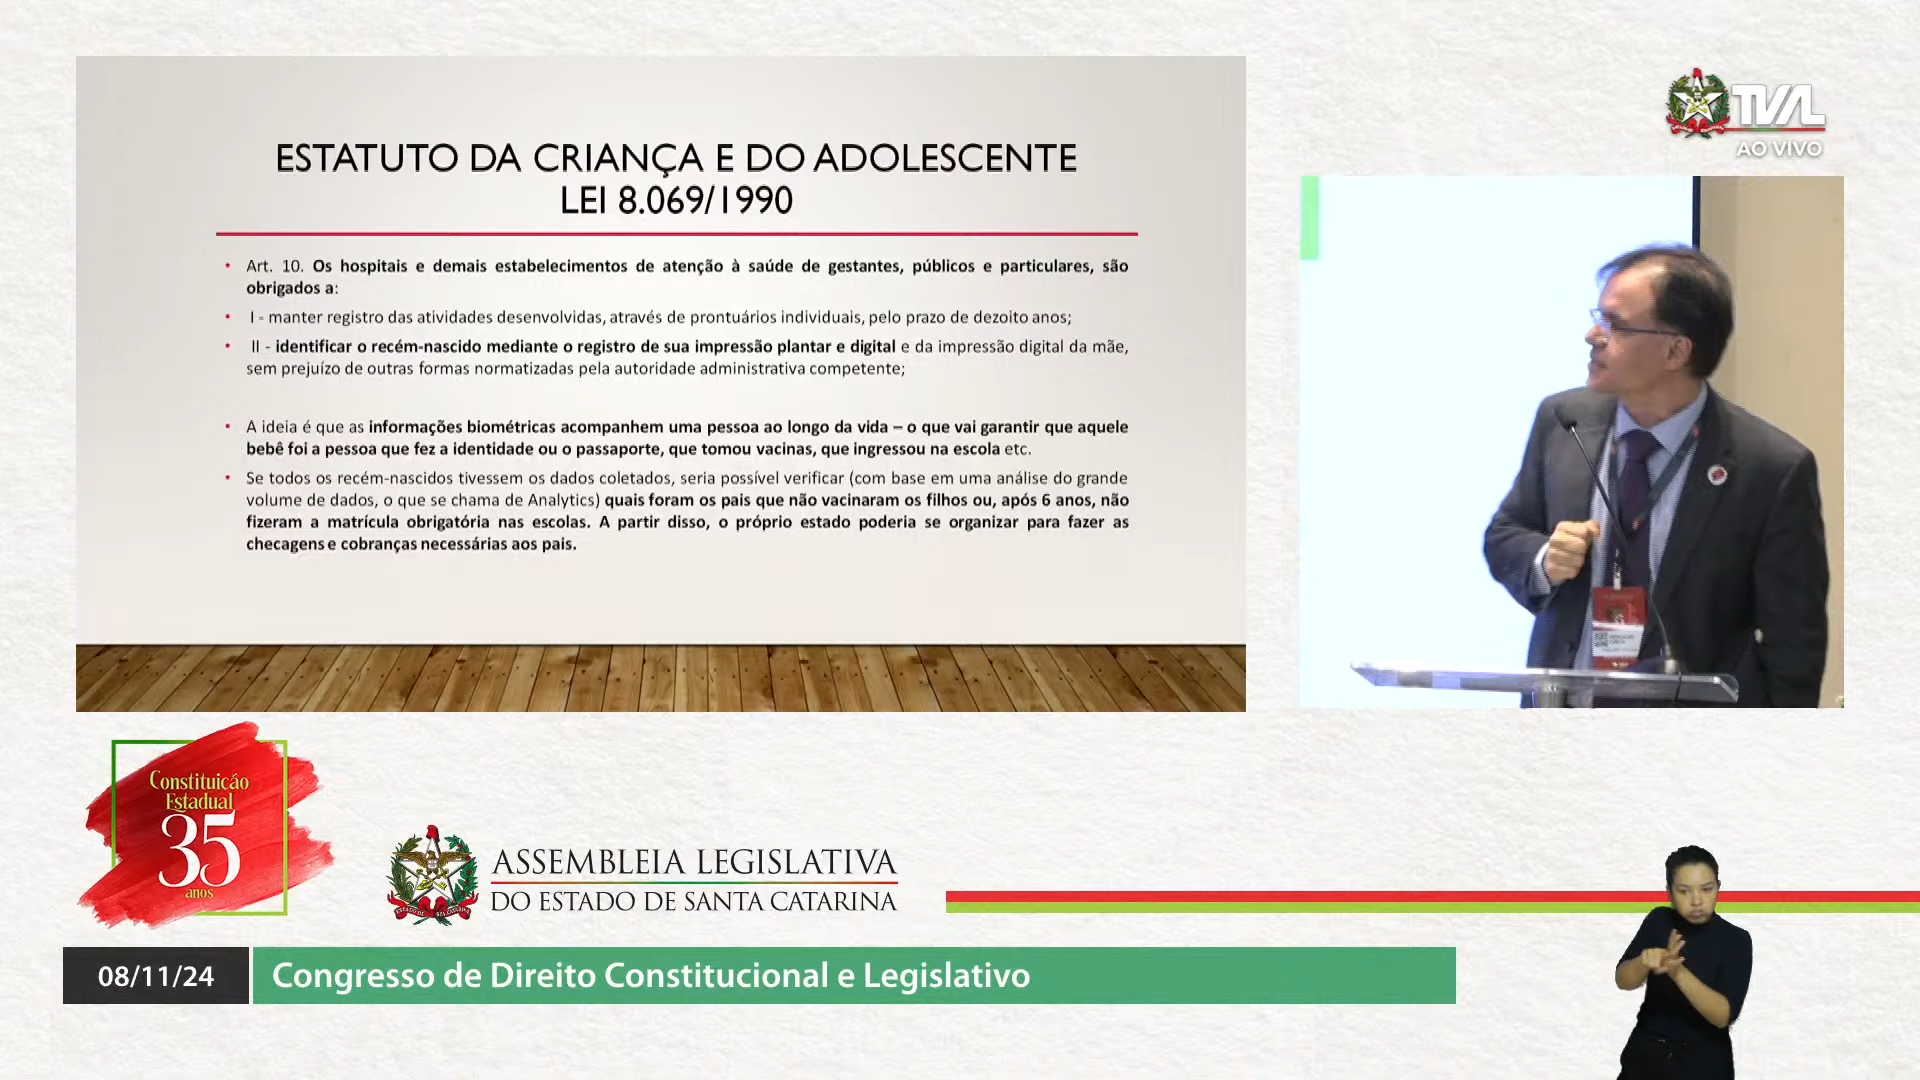 ESTATUTO DA CRIANÇA E DO ADOLESCENTE
LEI 8.069/1990
• Art. 10. Os hospitais e demais estabelecimentos de atenção à saúde de gestantes, públicos e particulares, são
obrigados a:
• I - manter registro das atividades desenvolvidas, através de prontuários individuais, pelo prazo de dezoito anos;
• II - identificar o recém-nascido mediante o registro de sua impressão plantar e digital e da impressão digital da mãe,
sem prejuízo de outras formas normatizadas pela autoridade administrativa competente;
• A ideia é que as informações biométricas acompanhem uma pessoa ao longo da vida – o que vai garantir que aquele
bebê foi a pessoa que fez a identidade ou o passaporte, que tomou vacinas, que ingressou na escola etc.
• Se todos os recém-nascidos tivessem os dados coletados, seria possível verificar (com base em uma análise do grande
volume de dados, o que se chama de Analytics) quais foram os pais que não vacinaram os filhos ou, após 6 anos, não
fizeram a matrícula obrigatória nas escolas. A partir disso, o próprio estado poderia se organizar para fazer as
checagens e cobranças necessárias aos pais.
TVAL
AO VIVO
Constituição
Estadual
35
anos
ASSEMBLEIA LEGISLATIVA
DO ESTADO DE SANTA CATARINA
08/11/24
Congresso de Direito Constitucional e Legislativo